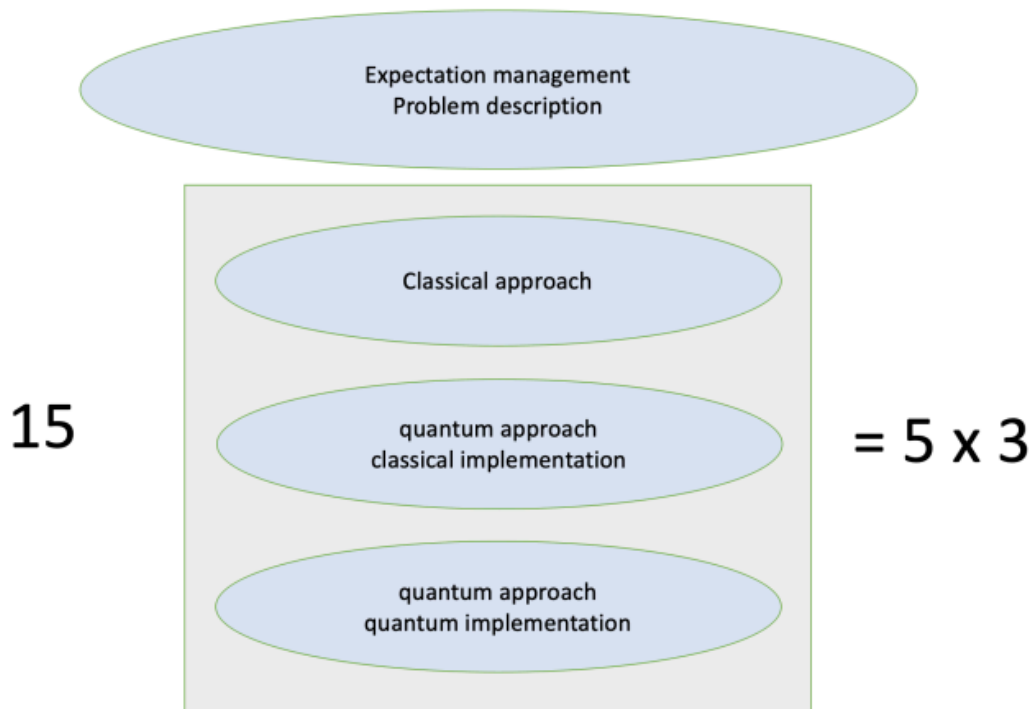 Expectation management
Problem description
Classical approach
15
quantum approach
classical implementation
= 5 x 3
quantum approach
quantum implementation